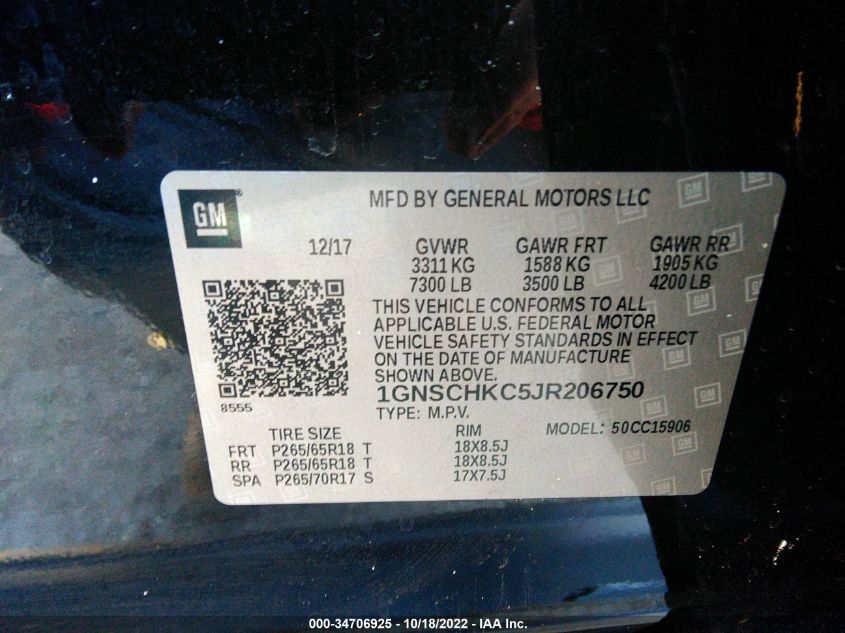 GM ®
MFD BY GENERAL MOTORS LLC
GM
12/17 GVWR GAWR FRT GAWR RR
3311 KG 1588 KG 1905 KG
7300 LB 3500 LB 4200 LB
THIS VEHICLE CONFORMS TO ALL
APPLICABLE U.S. FEDERAL MOTOR
VEHICLE SAFETY STANDARDS IN EFFECT
ON THE DATE OF MANUFACTURE
SHOWN ABOVE.
1GNSCHKC5JR206750
8555
TYPE: M.P.V.
TIRE SIZE RIM MODEL: 50CC15906
FRT P265/65R18 T 18X8.5J
RR P265/65R18 T 18X8.5J
SPA P265/70R17 S 17X7.5J
000-34706925 - 10/18/2022 - IAA Inc.